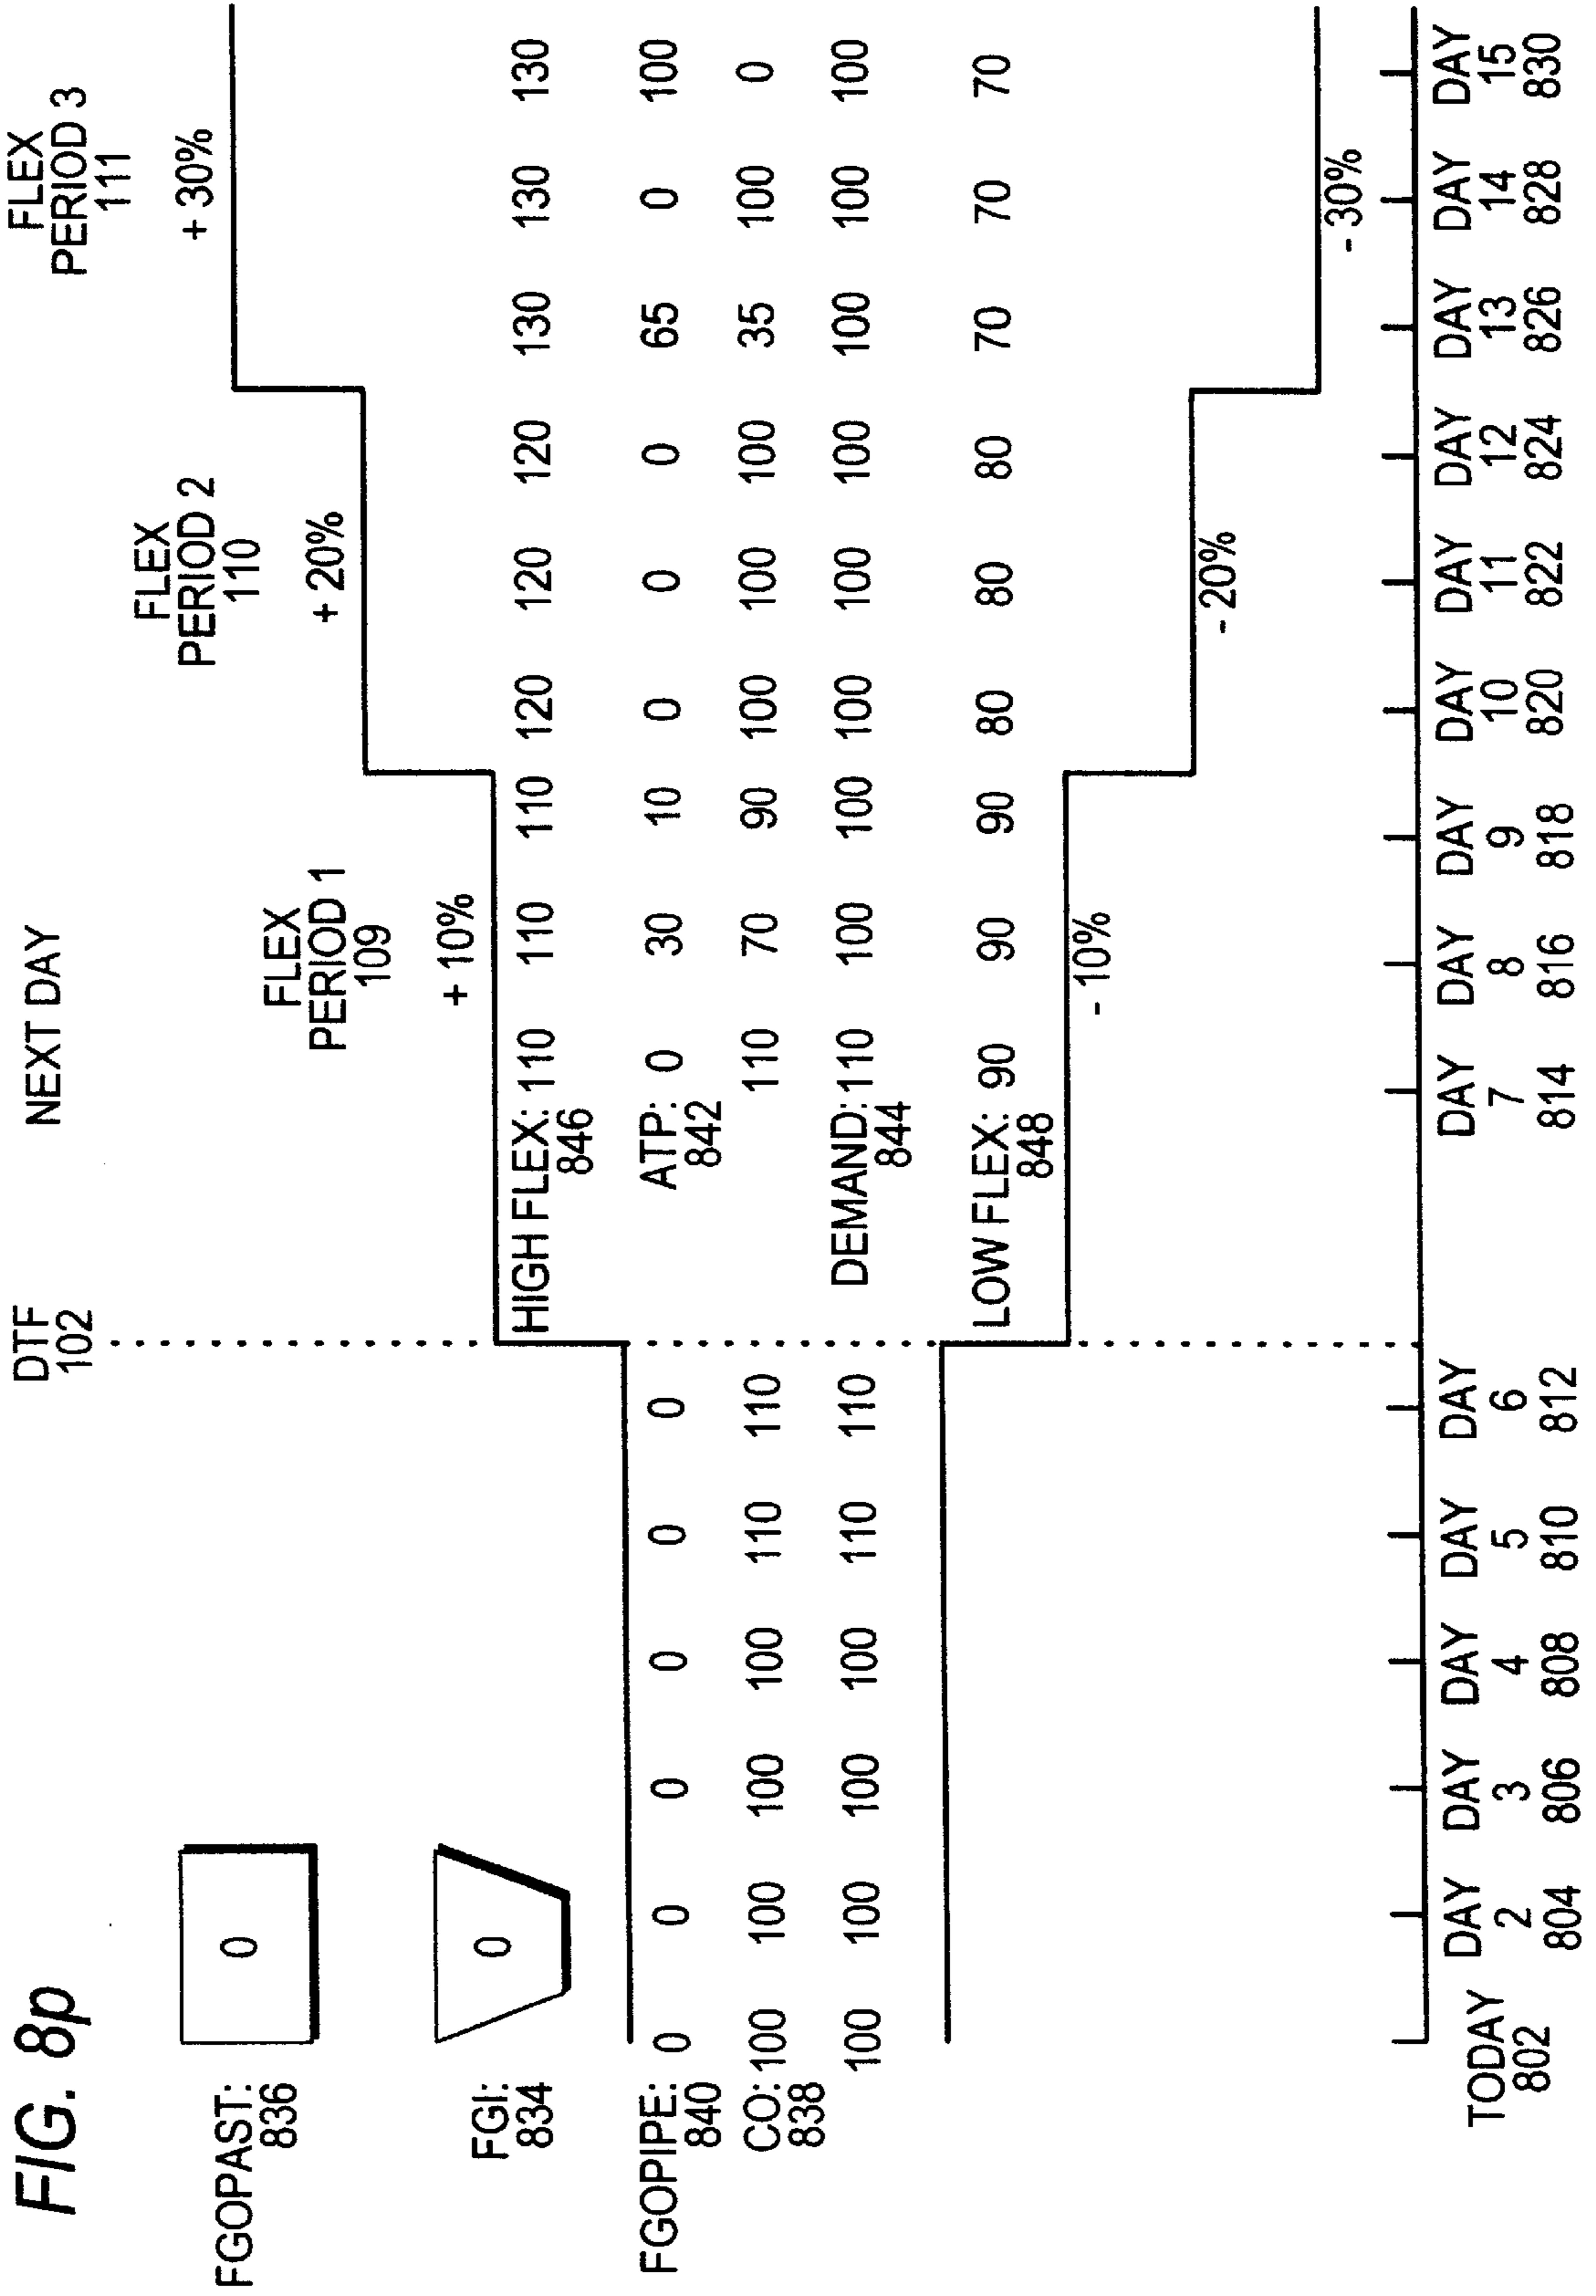 FIG. 8p
NEXT DAY
DTF
102
FLEX
PERIOD 1
109
+ 10%
FLEX
PERIOD 2
110
+ 20%
FLEX
PERIOD 3
111
+ 30%
FGOPAST:
836
0
FGI:
834
0
HIGH FLEX: 110 110 110 120 120 120 130 130 130
846
FGOPIPE: 0 0 0 0 0 0
840
ATP: 0 30 10 0 0 0 65 0 100
842
CO: 100 100 100 100 110 110 110 70 90 100 100 100 35 100 0
838
100 100 100 100 110 110
DEMAND: 110 100 100 100 100 100 100 100 100
844
LOW FLEX: 90 90 90 80 80 80 70 70 70
848
- 10%
- 20%
- 30%
TODAY
802
DAY
2
804
DAY
3
806
DAY
4
808
DAY
5
810
DAY
6
812
DAY
7
814
DAY
8
816
DAY
9
818
DAY
10
820
DAY
11
822
DAY
12
824
DAY
13
826
DAY
14
828
DAY
15
830